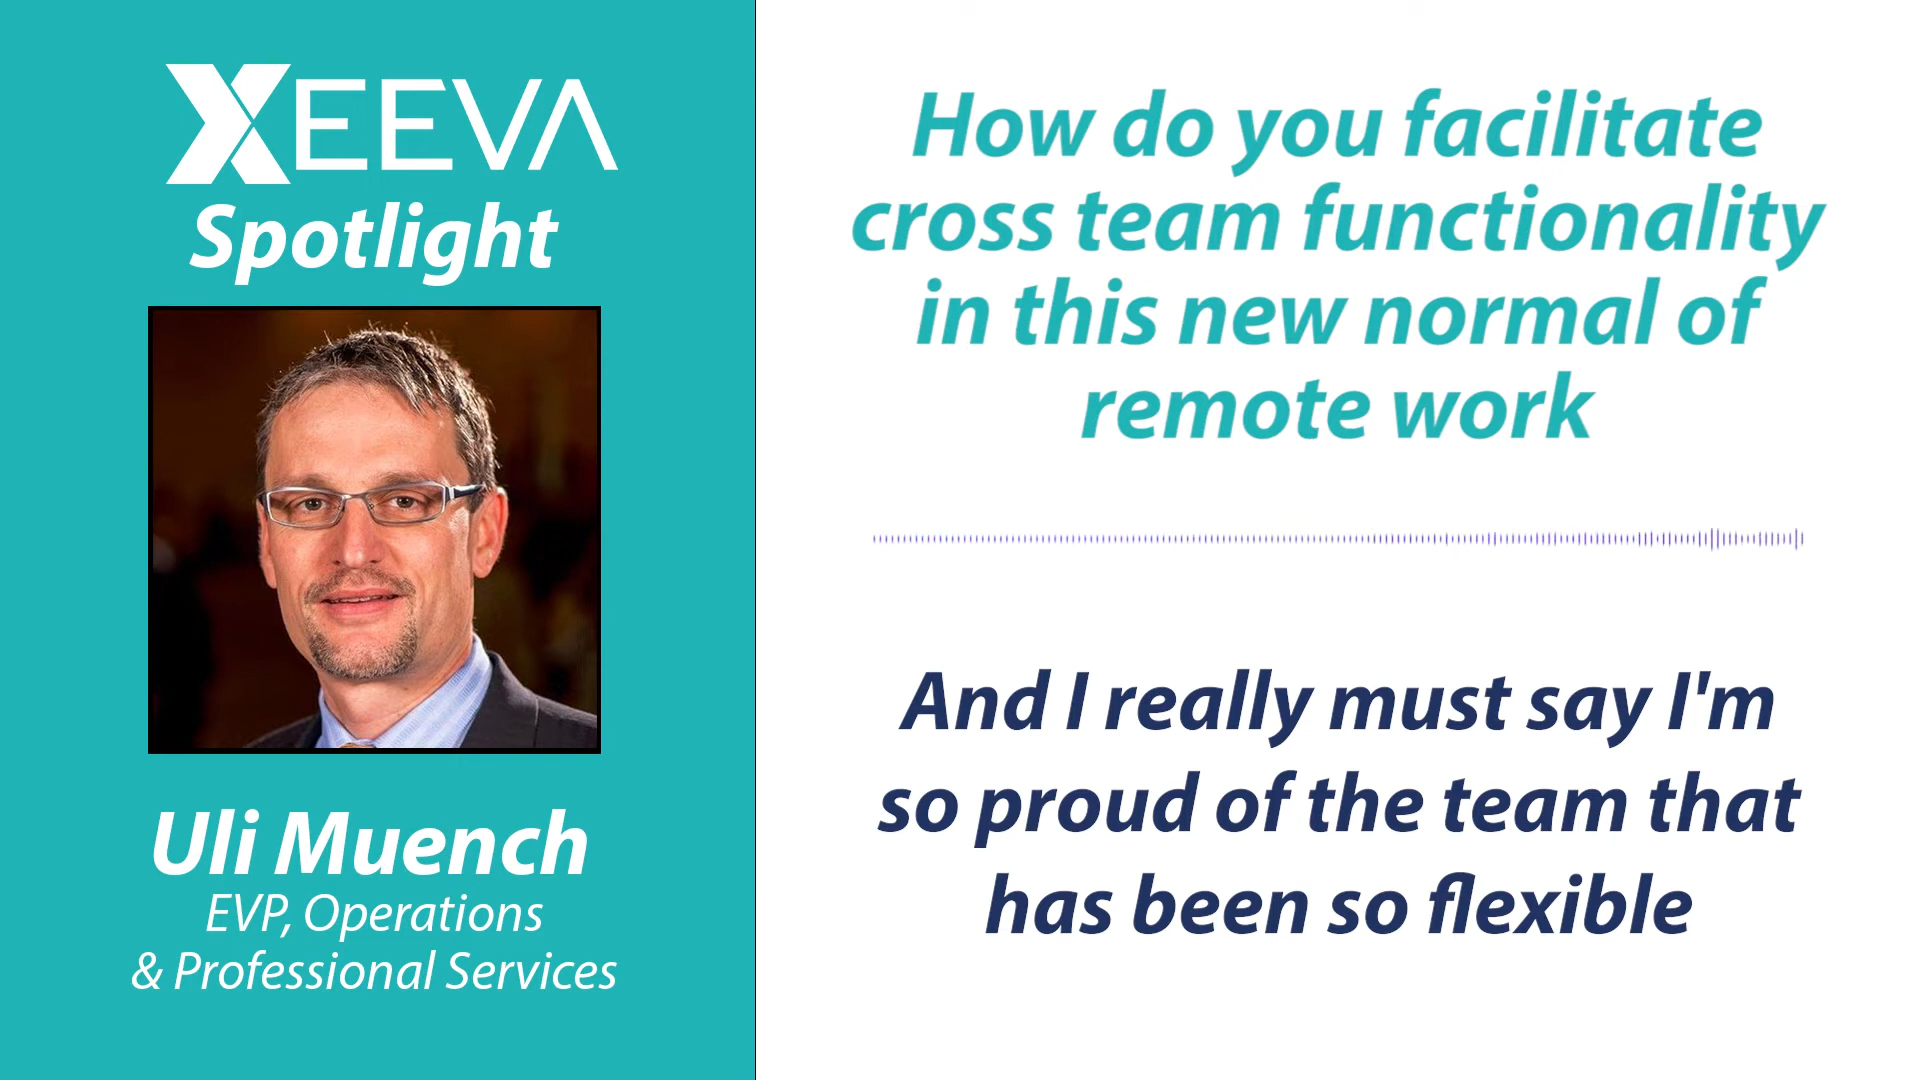 XEEVA
Spotlight
Uli Muench
EVP, Operations
& Professional Services
How do you facilitate
cross team functionality
in this new normal of
remote work
And I really must say I'm
so proud of the team that
has been so flexible